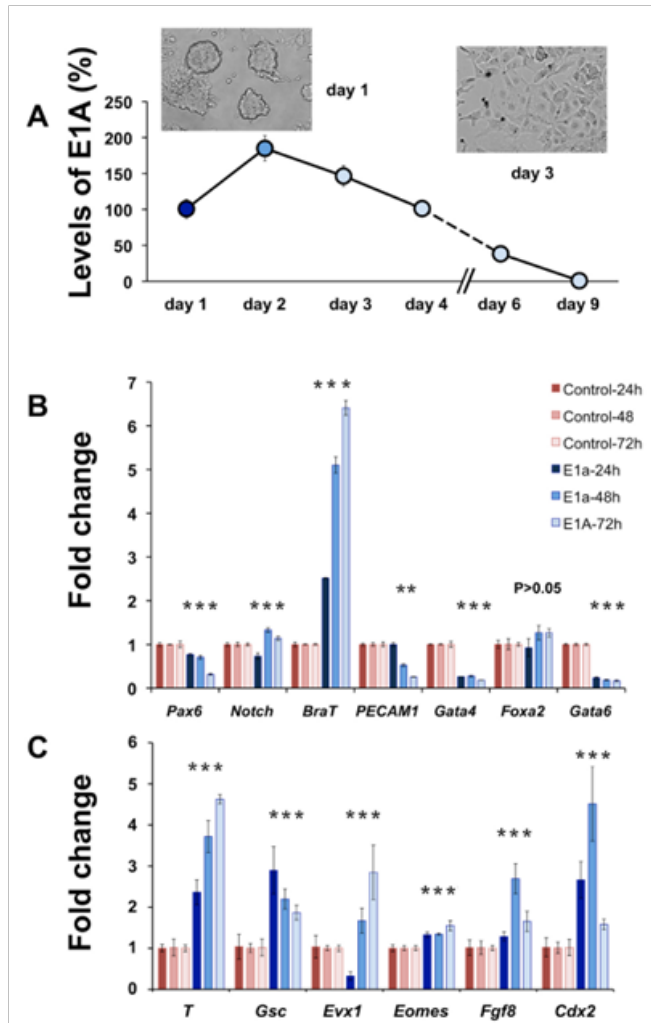 A
Levels of E1A (%)
250
200
150
100
50
0
day 1
day 3
day 1 day 2 day 3 day 4 // day 6 day 9
B
Fold change
7
6
5
4
3
2
1
0
* * *
* * *
* * *
* *
* * *
P>0.05
* * *
Control-24h
Control-48
Control-72h
E1a-24h
E1a-48h
E1A-72h
Pax6 Notch BraT PECAM1 Gata4 Foxa2 Gata6
C
Fold change
6
5
4
3
2
1
0
* * *
* * *
* * *
* * *
* * *
* * *
T Gsc Evx1 Eomes Fgf8 Cdx2